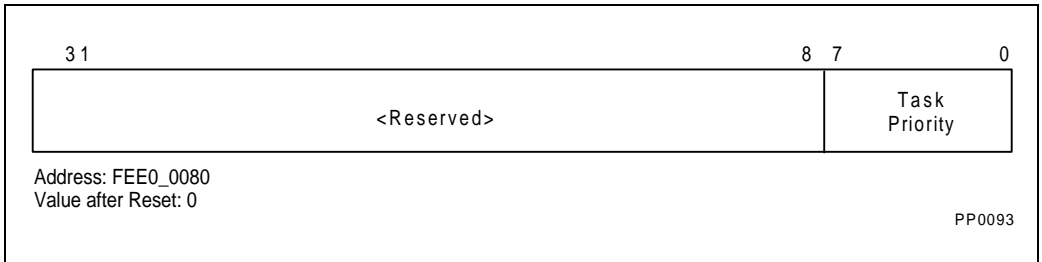 31 8 7 0
<Reserved>
Task
Priority
Address: FEE0_0080
Value after Reset: 0
PP0093